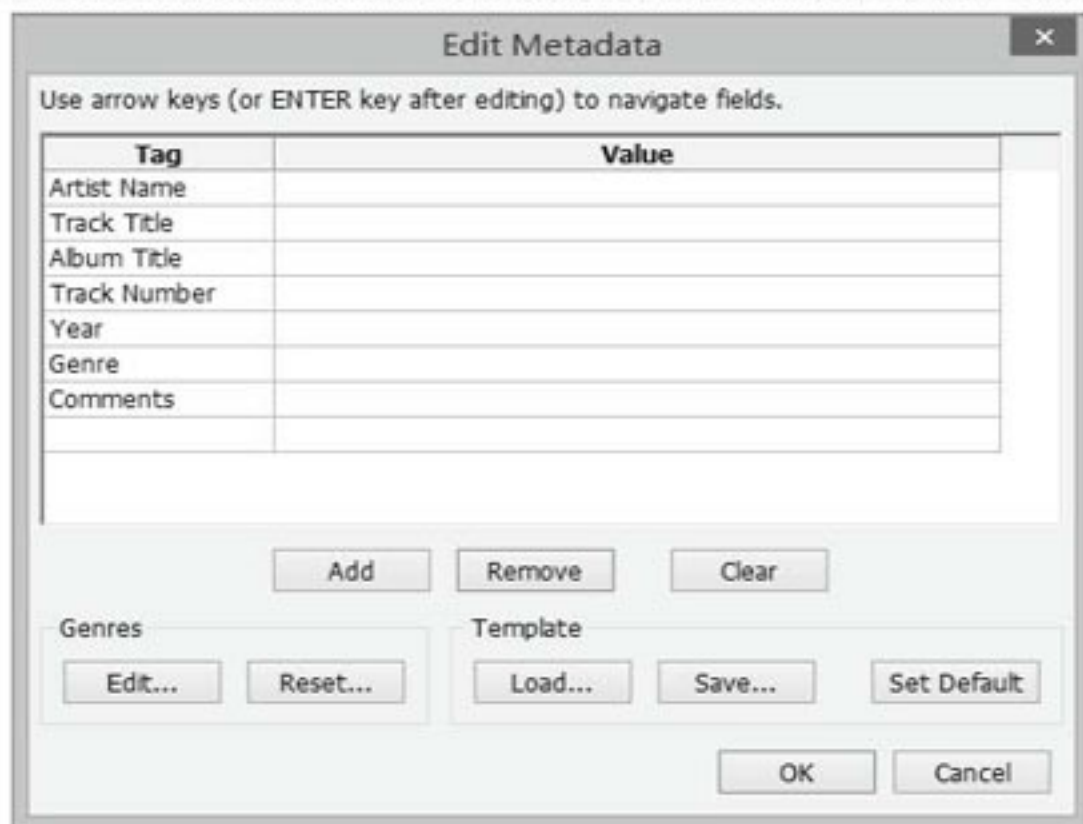 Edit Metadata
Use arrow keys (or ENTER key after editing) to navigate fields.
Tag Value
Artist Name
Track Title
Album Title
Track Number
Year
Genre
Comments
Add Remove Clear
Genres Template
Edit... Reset... Load... Save... Set Default
OK Cancel